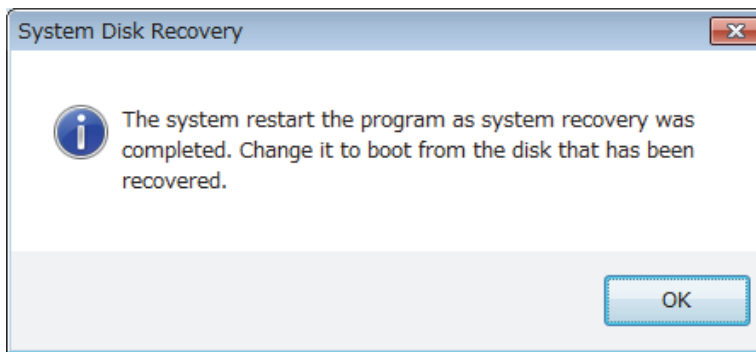 System Disk Recovery
The system restart the program as system recovery was
completed. Change it to boot from the disk that has been
recovered.
OK